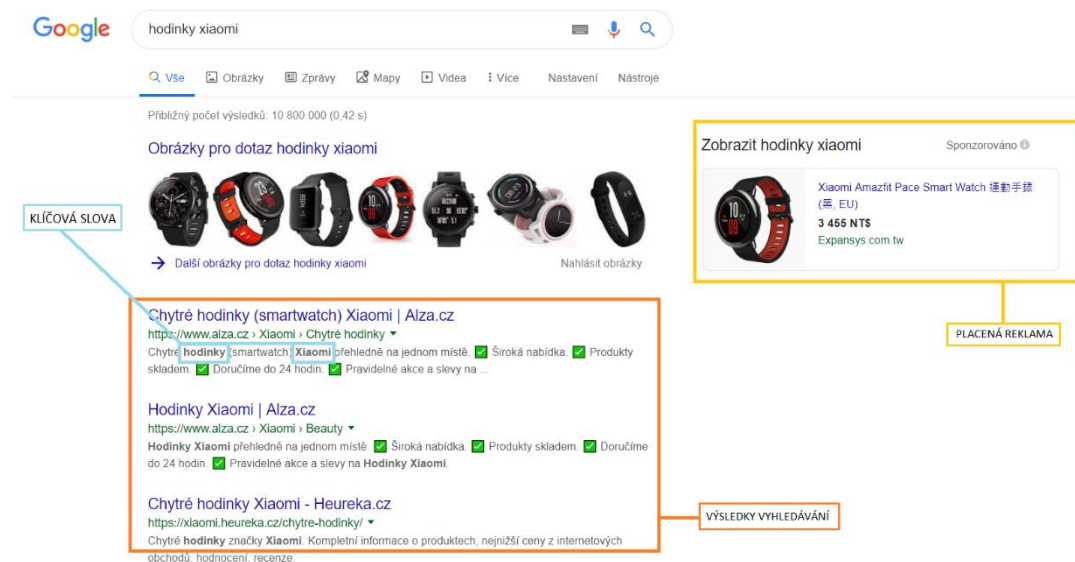 Google
hodinky xiaomi
Vše Obrázky Zprávy Mapy Videa Více Nastavení Nástroje
Přibližný počet výsledků: 10 800 000 (0,42 s)
Obrázky pro dotaz hodinky xiaomi
Další obrázky pro dotaz hodinky xiaomi
Nahlásit obrázky
KLÍČOVÁ SLOVA
Zobrazit hodinky xiaomi
Sponzorováno
Xiaomi Amazfit Pace Smart Watch 運動手錶
(黑, EU)
3 455 NT$
Expansys.com.tw
PLACENÁ REKLAMA
Chytré hodinky (smartwatch) Xiaomi | Alza.cz
https://www.alza.cz › Xiaomi › Chytré hodinky ▼
Chytré hodinky (smartwatch) Xiaomi přehledně na jednom místě. ✅ Široká nabídka. ✅ Produkty
skladem. ✅ Doručíme do 24 hodin. ✅ Pravidelné akce a slevy na ...
Hodinky Xiaomi | Alza.cz
https://www.alza.cz › Xiaomi › Beauty ▼
Hodinky Xiaomi přehledně na jednom místě. ✅ Široká nabídka. ✅ Produkty skladem. ✅ Doručíme
do 24 hodin. ✅ Pravidelné akce a slevy na Hodinky Xiaomi.
Chytré hodinky Xiaomi - Heureka.cz
https://xiaomi.heureka.cz/chytre-hodinky/ ▼
Chytré hodinky značky Xiaomi. Kompletní informace o produktech, nejnižší ceny z internetových
obchodů, hodnocení, recenze.
VÝSLEDKY VYHLEDÁVÁNÍ